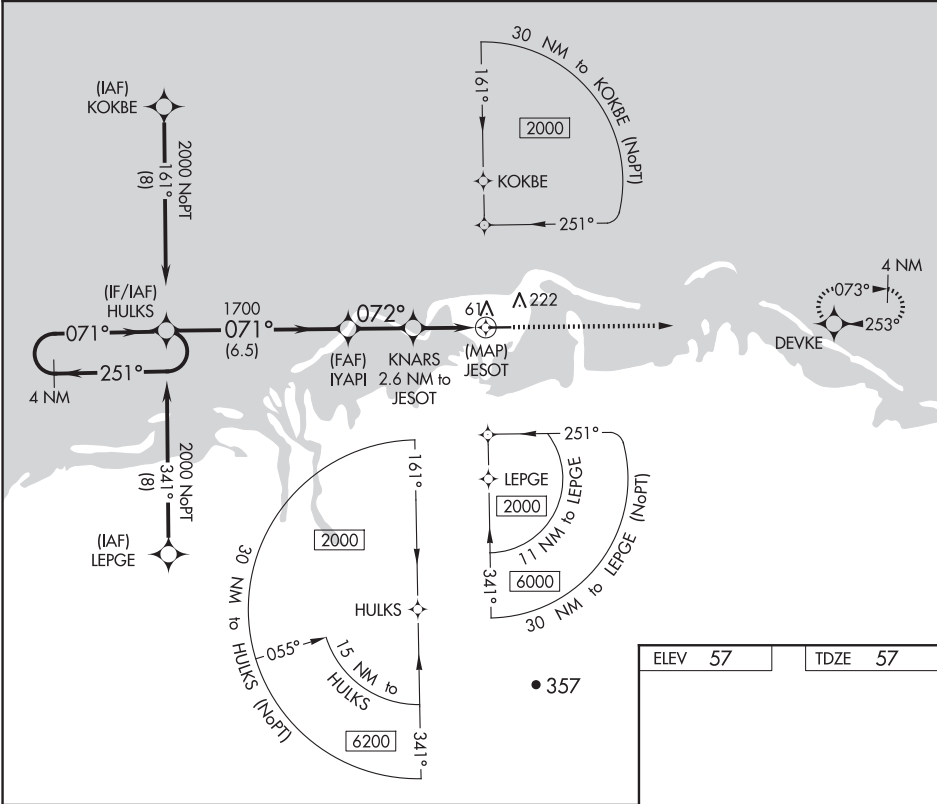 (IAF)
KOKBE
2000 NoPT
161°
(8)
30 NM to KOKBE (NoPT)
161°
2000
KOKBE
251°
(IF/IAF)
HULKS
071°
251°
4 NM
1700
071°
(6.5)
072°
(FAF)
IYAPI
KNARS
2.6 NM to
JESOT
61
222
(MAP)
JESOT
4 NM
073°
253°
DEVKE
2000 NoPT
341°
(8)
(IAF)
LEPGE
161°
2000
HULKS
30 NM to HULKS (NoPT)
055°
15 NM to
HULKS
6200
341°
251°
LEPGE
2000
11 NM to LEPGE
6000
341°
30 NM to LEPGE (NoPT)
357
ELEV 57
TDZE 57